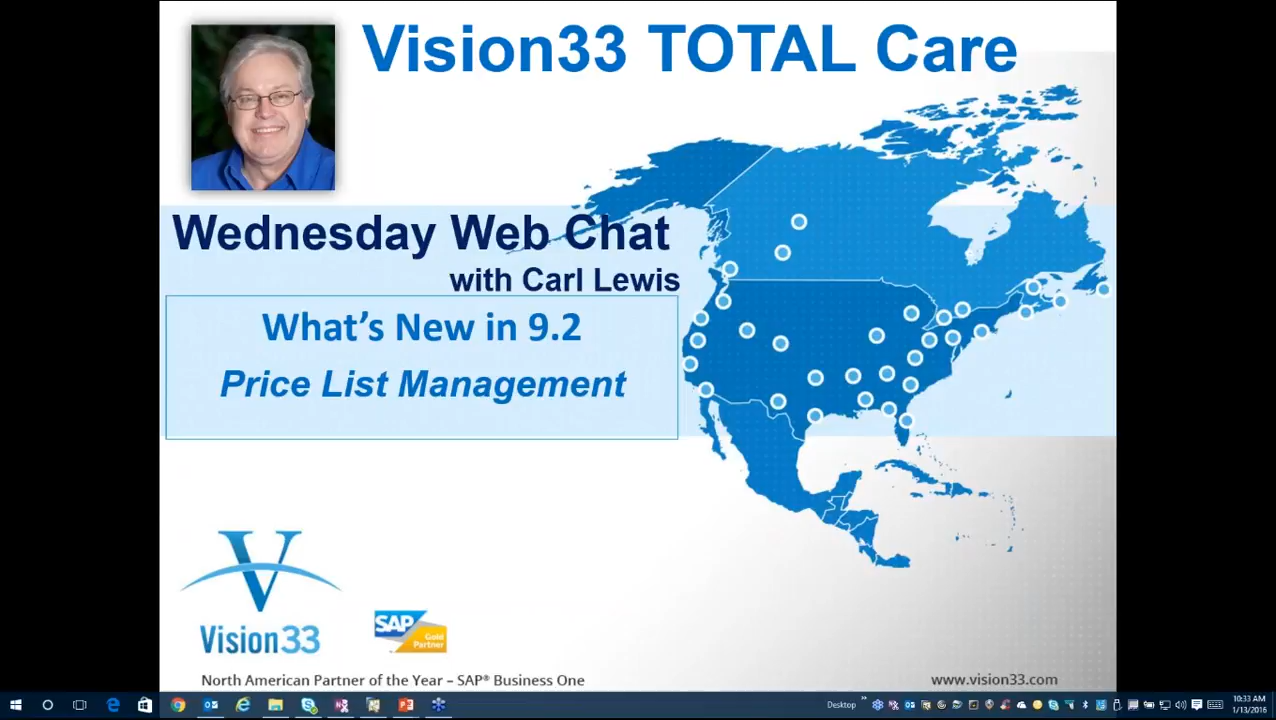 Vision33 TOTAL Care
Wednesday Web Chat
with Carl Lewis
What's New in 9.2
Price List Management
Vision33
SAP
Gold
Partner
North American Partner of the Year – SAP® Business One
www.vision33.com
Desktop
10:33 AM
1/13/2016